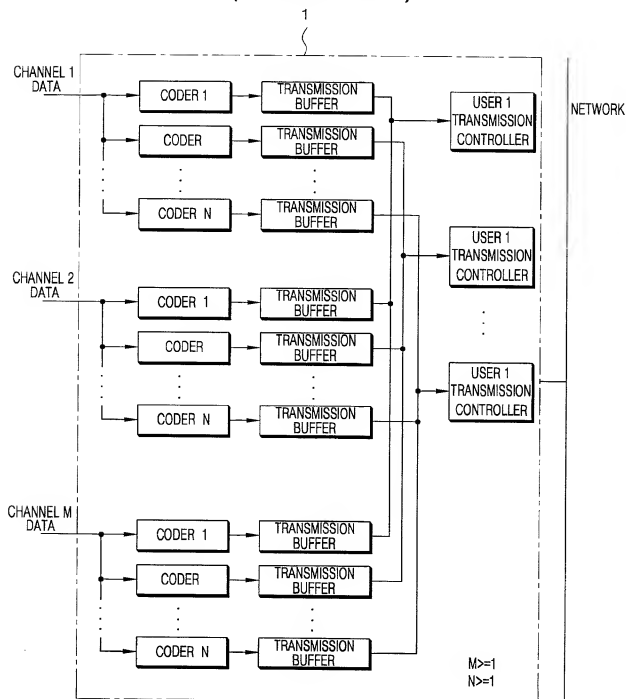 1
CHANNEL 1
DATA
CODER 1
TRANSMISSION
BUFFER
CODER
TRANSMISSION
BUFFER
CODER N
TRANSMISSION
BUFFER
USER 1
TRANSMISSION
CONTROLLER
NETWORK
CHANNEL 2
DATA
CODER 1
TRANSMISSION
BUFFER
CODER
TRANSMISSION
BUFFER
CODER N
TRANSMISSION
BUFFER
USER 1
TRANSMISSION
CONTROLLER
USER 1
TRANSMISSION
CONTROLLER
CHANNEL M
DATA
CODER 1
TRANSMISSION
BUFFER
CODER
TRANSMISSION
BUFFER
CODER N
TRANSMISSION
BUFFER
M>=1
N>=1